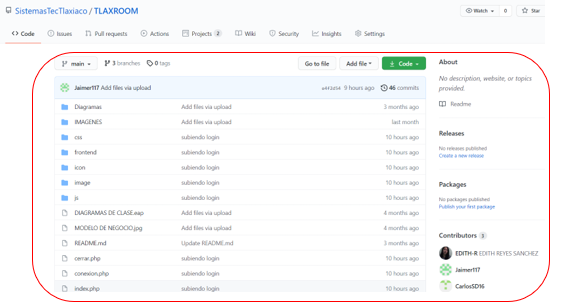 SistemasTecTlaxiaco / TLAXROOM
Watch 0 Star
Code Issues Pull requests Actions Projects 2 Wiki Security Insights Settings
main 3 branches 0 tags Go to file Add file Code
Jaimer117 Add files via upload 9 hours ago 46 commits
Diagramas Add files via upload 3 months ago
IMAGENES Add files via upload last month
css subiendo login 10 hours ago
frontend subiendo login 10 hours ago
icon subiendo login 10 hours ago
image subiendo login 10 hours ago
js subiendo login 10 hours ago
DIAGRAMAS DE CLASE.eap Add files via upload 4 months ago
MODELO DE NEGOCIO.jpg Add files via upload 4 months ago
README.md Update README.md 3 months ago
cerrar.php subiendo login 10 hours ago
conexion.php subiendo login 10 hours ago
index.php subiendo login 10 hours ago
About
No description, website, or topics
provided.
Readme
Releases
No releases published
Create a new release
Packages
No packages published
Publish your first package
Contributors 3
EDITH-R EDITH REYES SANCHEZ
Jaimer117
CarlosSD16